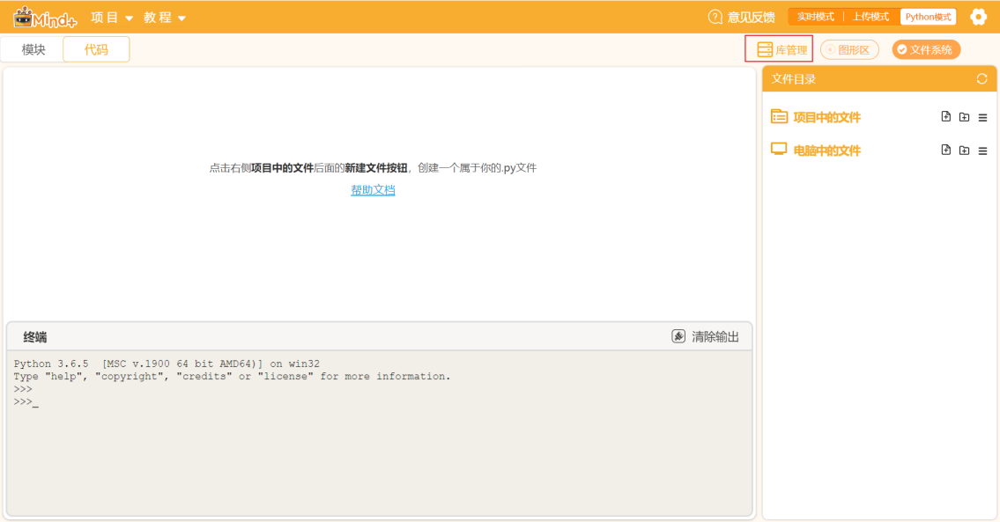 Mind+ 项目 教程 意见反馈 实时模式 上传模式 Python模式
模块 代码 库管理 图形区 文件系统
文件目录
项目中的文件
电脑中的文件
点击右侧项目中的文件后面的新建文件按钮，创建一个属于你的.py文件
帮助文档
终端 清除输出
Python 3.6.5  [MSC v.1900 64 bit AMD64)] on win32
Type "help", "copyright", "credits" or "license" for more information.
>>>
>>>_